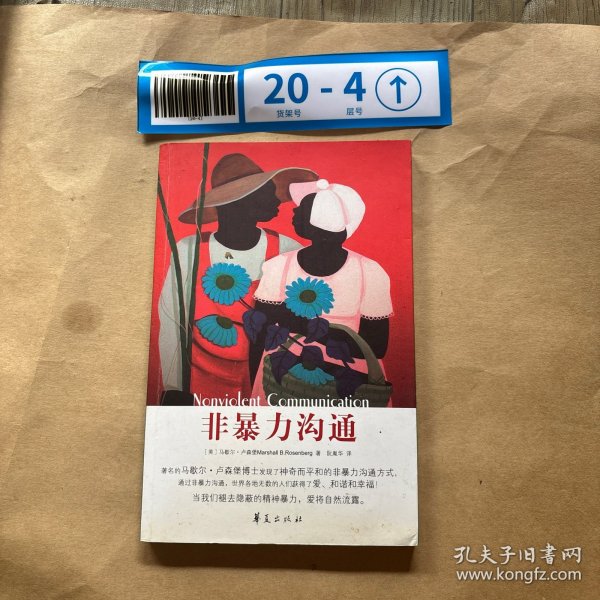 20-4
货架号 层号
Nonviolent Communication
非暴力沟通
[美]马歇尔·卢森堡Marshall B.Rosenberg 著 阮胤华 译
著名的马歇尔·卢森堡博士发现了神奇而平和的非暴力沟通方式,
通过非暴力沟通,世界各地无数的人们获得了爱、和谐和幸福!
当我们褪去隐蔽的精神暴力,爱将自然流露。
华夏出版社
孔夫子旧书网
www.kongfz.com